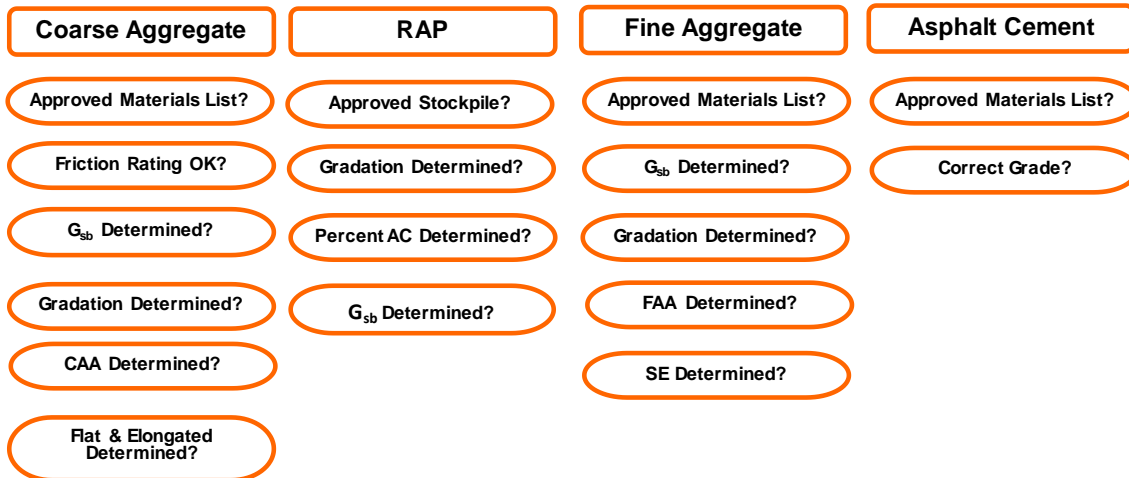 Coarse Aggregate
Approved Materials List?
Friction Rating OK?
Gsb Determined?
Gradation Determined?
CAA Determined?
Flat & Elongated
Determined?
RAP
Approved Stockpile?
Gradation Determined?
Percent AC Determined?
Gsb Determined?
Fine Aggregate
Approved Materials List?
Gsb Determined?
Gradation Determined?
FAA Determined?
SE Determined?
Asphalt Cement
Approved Materials List?
Correct Grade?